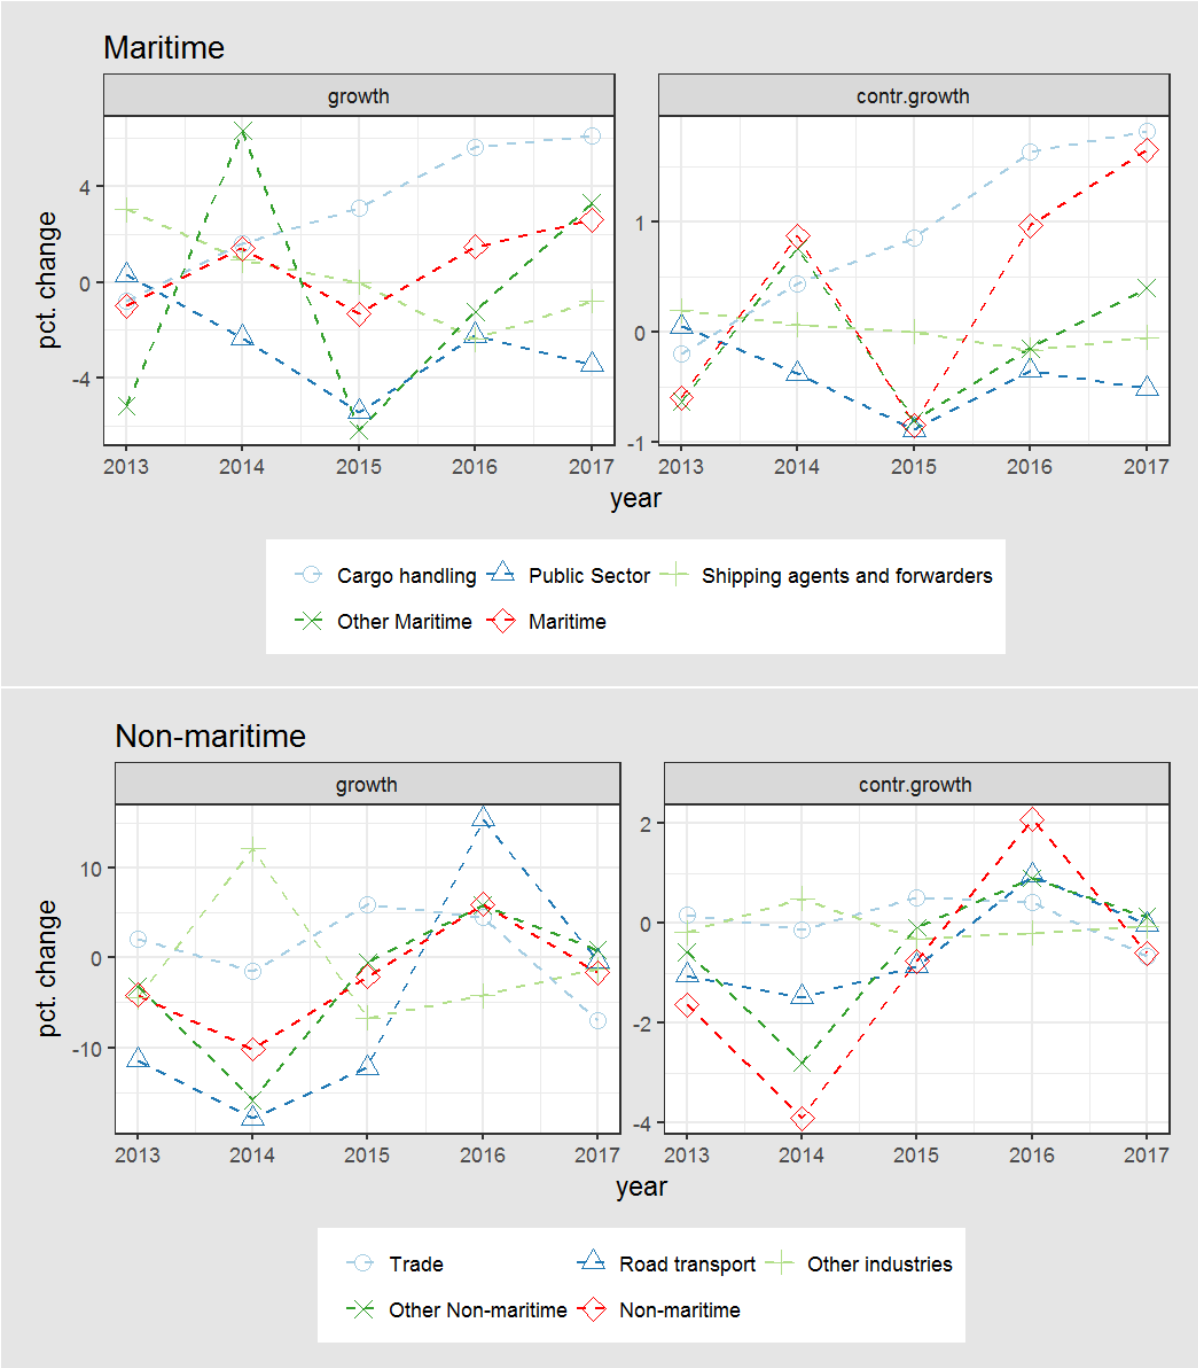 Maritime
growth
contr.growth
pct. change
4
0
-4
1
0
-1
2013 2014 2015 2016 2017
2013 2014 2015 2016 2017
year
Cargo handling Public Sector Shipping agents and forwarders
Other Maritime Maritime
Non-maritime
growth
contr.growth
pct. change
10
0
-10
2
0
-2
-4
2013 2014 2015 2016 2017
2013 2014 2015 2016 2017
year
Trade Road transport Other industries
Other Non-maritime Non-maritime